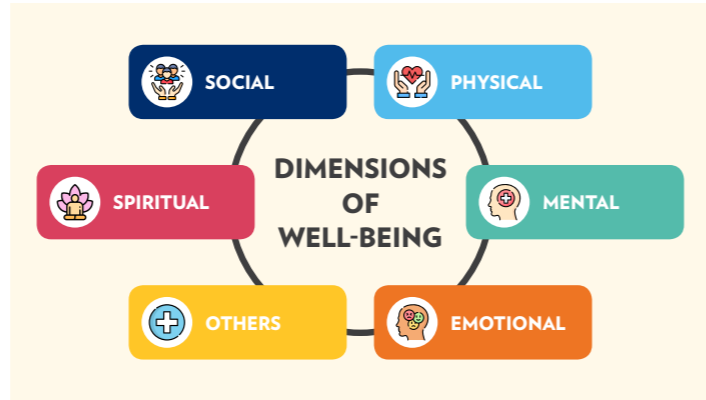 SOCIAL
PHYSICAL
DIMENSIONS
OF
WELL-BEING
SPIRITUAL
MENTAL
OTHERS
EMOTIONAL